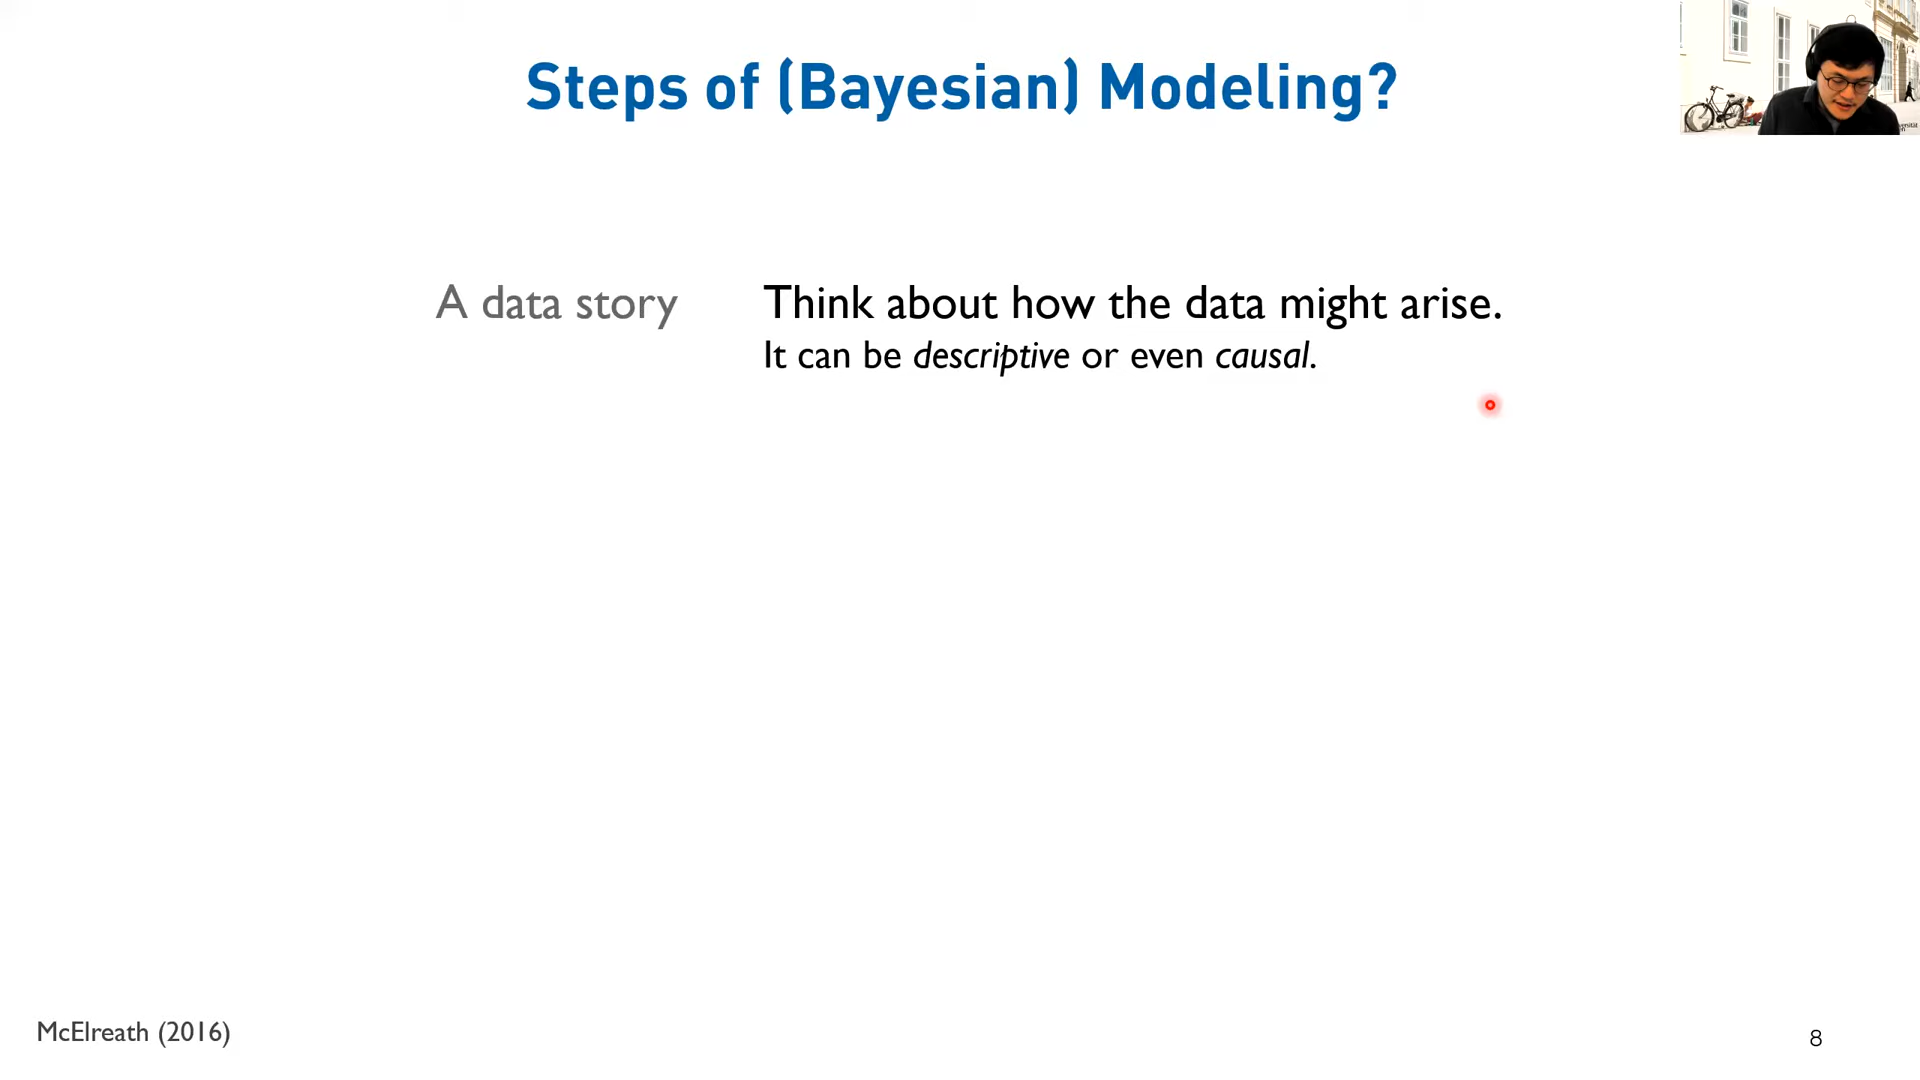 Steps of (Bayesian) Modeling?
A data story
Think about how the data might arise.
It can be descriptive or even causal.
McElreath (2016)
8